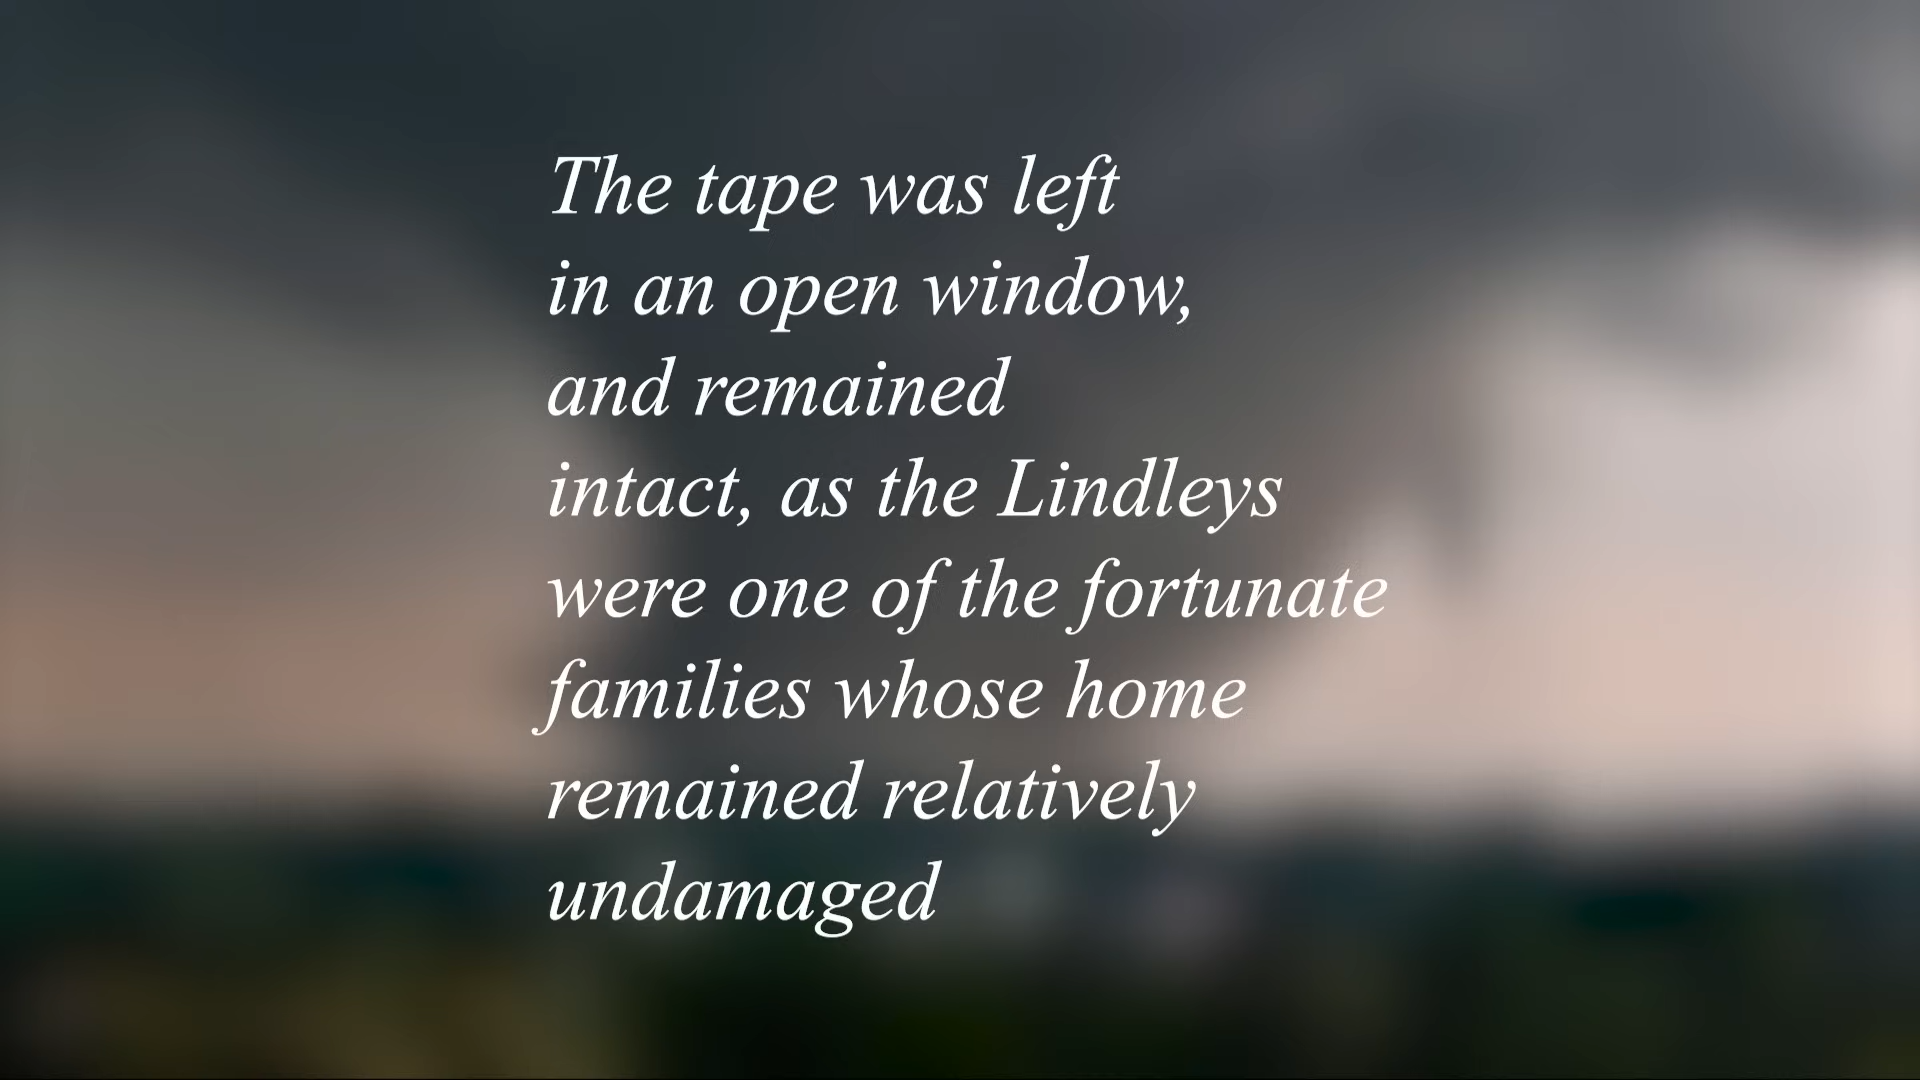 The tape was left
in an open window,
and remained
intact, as the Lindleys
were one of the fortunate
families whose home
remained relatively
undamaged